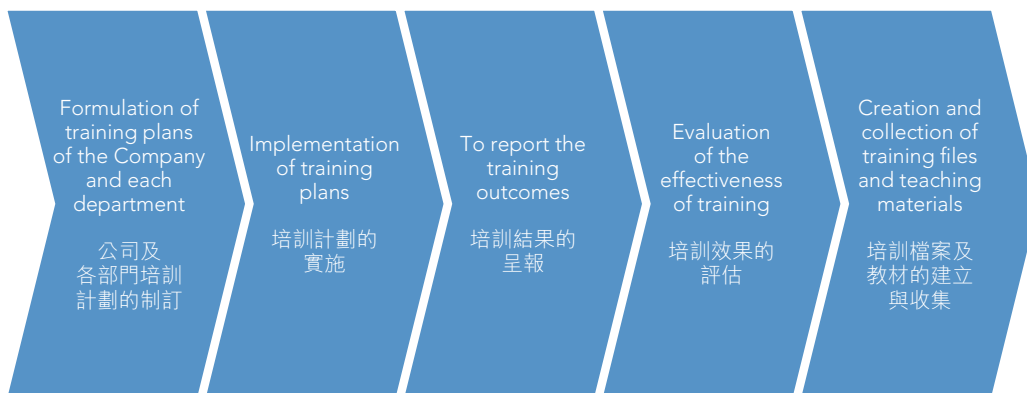 Formulation of
training plans
of the Company
and each
department
公司及
各部門培訓
計劃的制訂
Implementation
of training
plans
培訓計劃的
實施
To report the
training
outcomes
培訓結果的
呈報
Evaluation
of the
effectiveness
of training
培訓效果的
評估
Creation and
collection of
training files
and teaching
materials
培訓檔案及
教材的建立
與收集